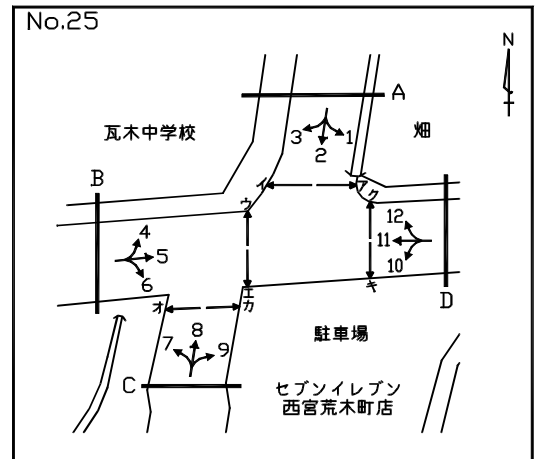 No.25
N
A
瓦木中学校
3
2
1
畑
B
イ
ア
ク
ウ
4
5
6
12
11
10
エ
キ
D
オ
カ
駐車場
7
8
9
C
セブンイレブン
西宮荒木町店